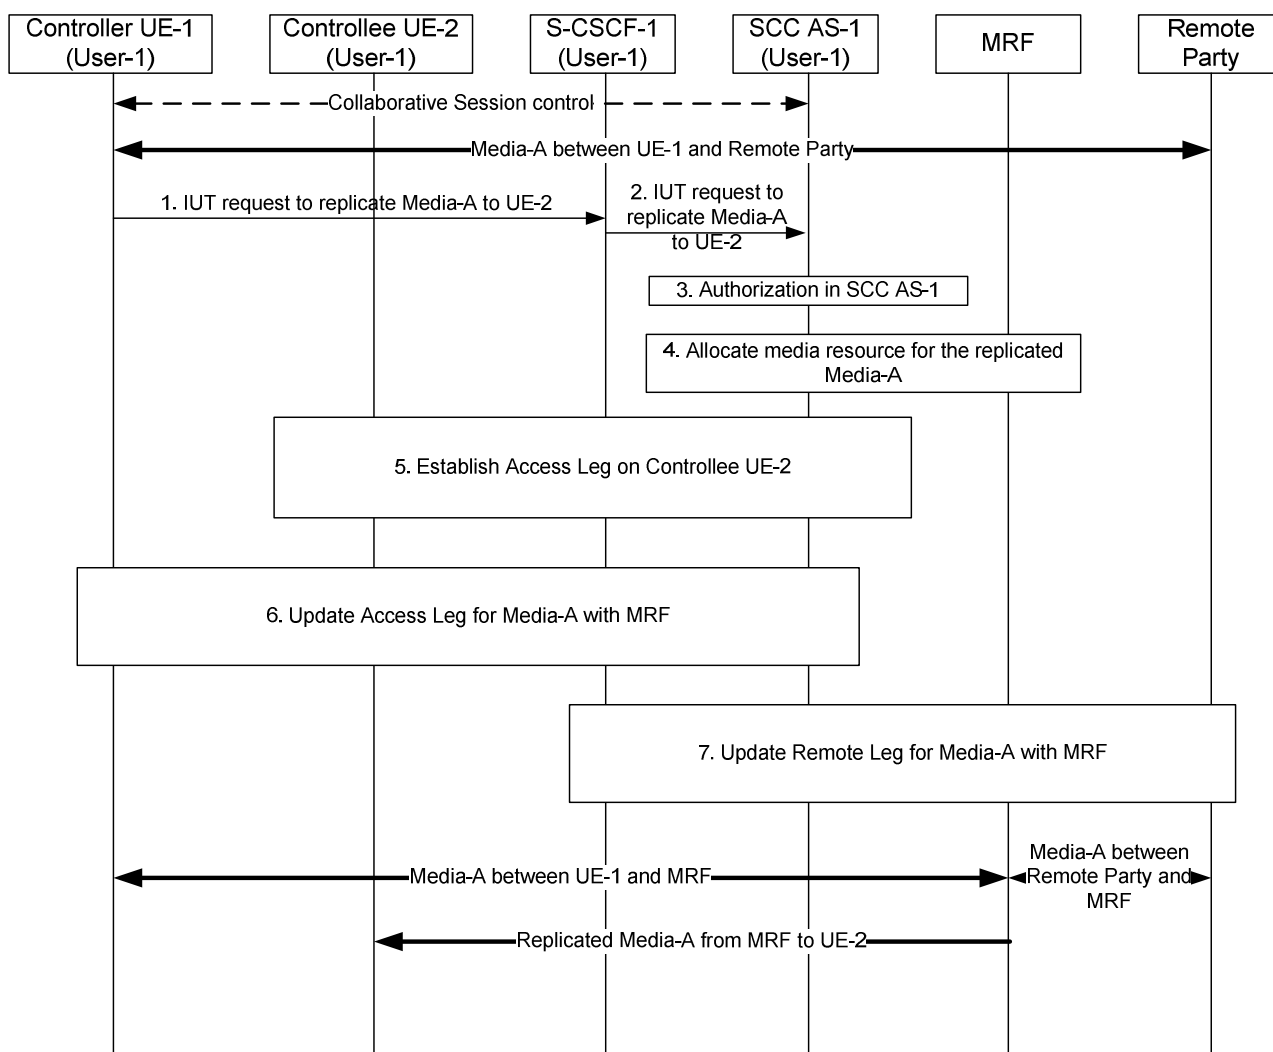 Controller UE-1
(User-1)
Controllee UE-2
(User-1)
S-CSCF-1
(User-1)
SCC AS-1
(User-1)
MRF
Remote
Party
Collaborative Session control
Media-A between UE-1 and Remote Party
1. IUT request to replicate Media-A to UE-2
2. IUT request to
replicate Media-A
to UE-2
3. Authorization in SCC AS-1
4. Allocate media resource for the replicated
Media-A
5. Establish Access Leg on Controllee UE-2
6. Update Access Leg for Media-A with MRF
7. Update Remote Leg for Media-A with MRF
Media-A between UE-1 and MRF
Media-A between
Remote Party and
MRF
Replicated Media-A from MRF to UE-2